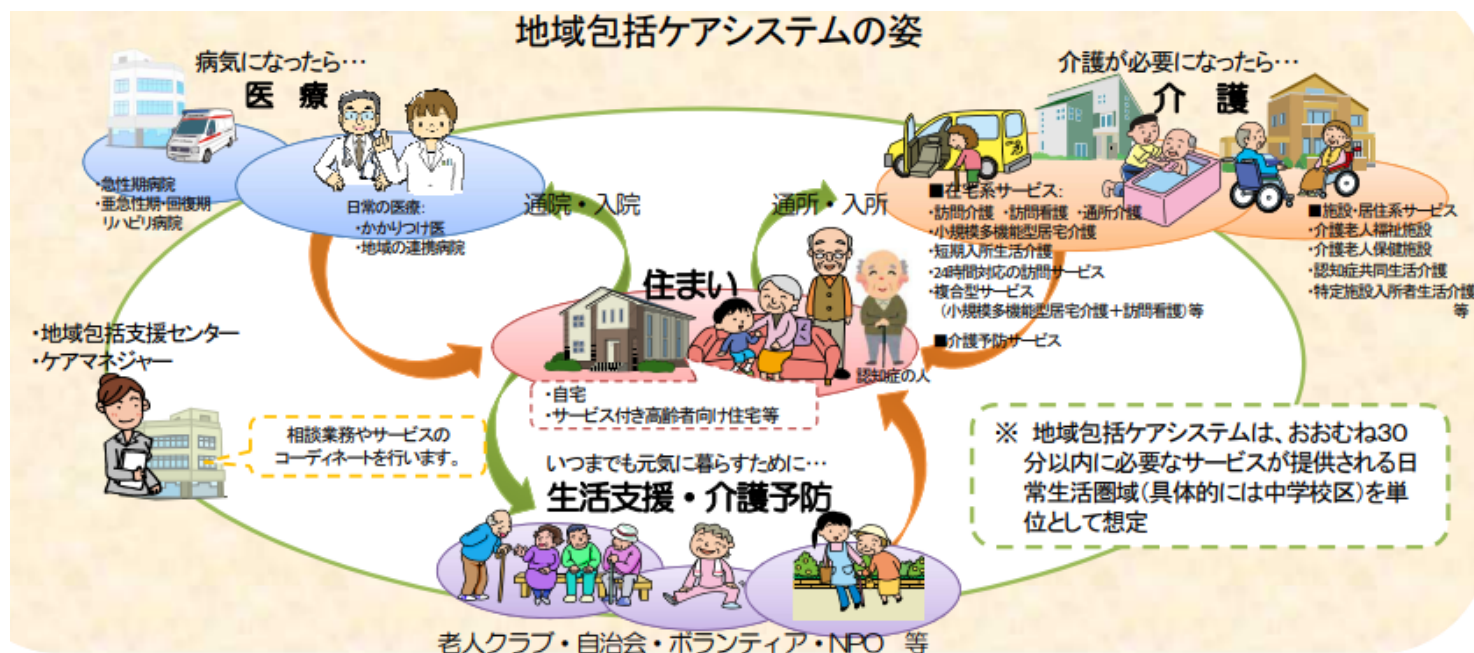 地域包括ケアシステムの姿
病気になったら…
医 療
・急性期病院
・亜急性期・回復期
リハビリ病院
日常の医療:
・かかりつけ医
・地域の連携病院
通院・入院
通所・入所
介護が必要になったら…
介 護
■在宅系サービス:
・訪問介護 ・訪問看護 ・通所介護
・小規模多機能型居宅介護
・短期入所生活介護
・24時間対応の訪問サービス
・複合型サービス
(小規模多機能型居宅介護+訪問看護)等
■介護予防サービス
■施設・居住系サービス
・介護老人福祉施設
・介護老人保健施設
・認知症共同生活介護
・特定施設入所者生活介護
等
住まい
認知症の人
・自宅
・サービス付き高齢者向け住宅等
・地域包括支援センター
・ケアマネジャー
相談業務やサービスの
コーディネートを行います。
いつまでも元気に暮らすために…
生活支援・介護予防
老人クラブ・自治会・ボランティア・NPO 等
※ 地域包括ケアシステムは、おおむね30
分以内に必要なサービスが提供される日
常生活圏域(具体的には中学校区)を単
位として想定